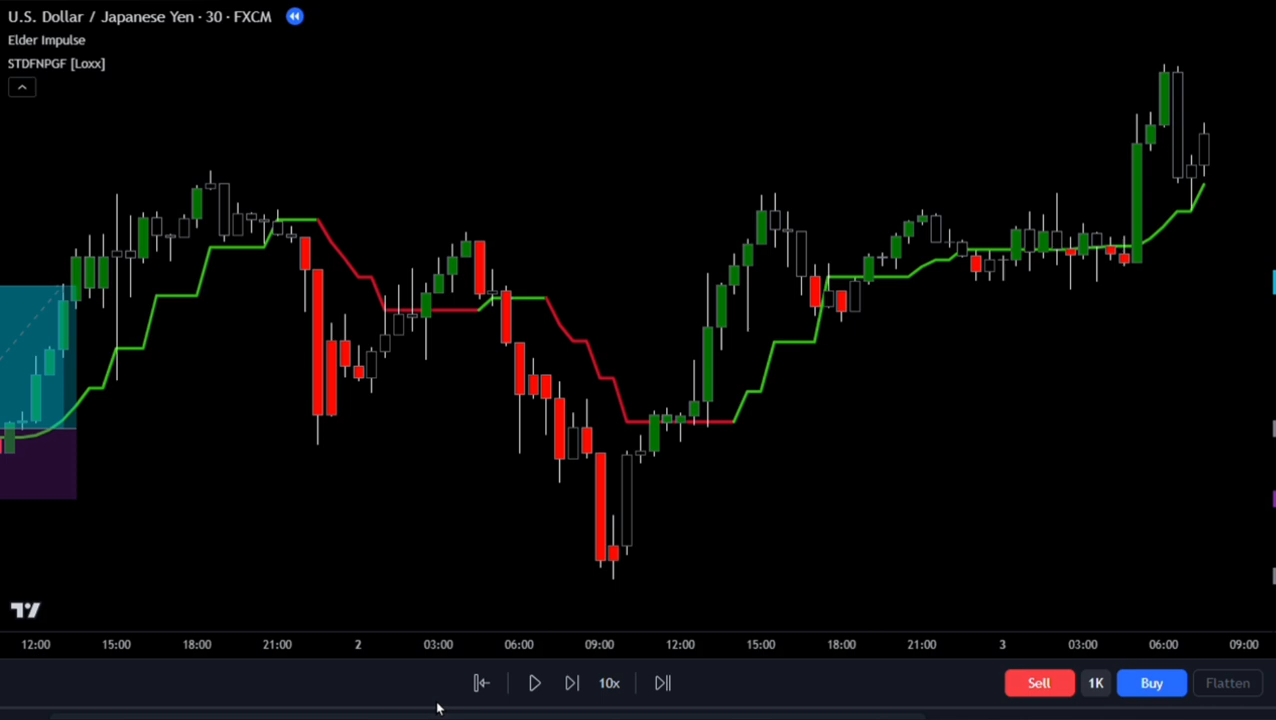 U.S. Dollar / Japanese Yen · 30 · FXCM
Elder Impulse
STDFNPGF [Loxx]
12:00 15:00 18:00 21:00 2 03:00 06:00 09:00 12:00 15:00 18:00 21:00 3 03:00 06:00 09:00
10x Sell 1K Buy Flatten